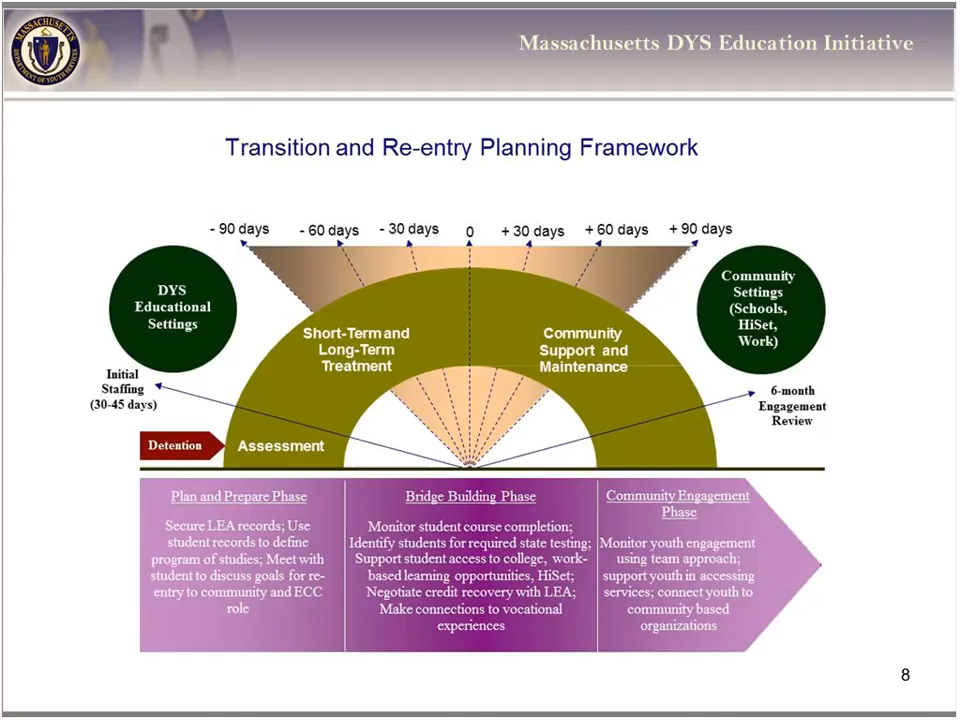 Massachusetts DYS Education Initiative
MASSACHUSETTS
DEPARTMENT OF YOUTH SERVICES
Transition and Re-entry Planning Framework
- 90 days
- 60 days
- 30 days
0
+ 30 days
+ 60 days
+ 90 days
DYS
Educational
Settings
Community
Settings
(Schools,
HiSet,
Work)
Short-Term and
Long-Term
Treatment
Community
Support and
Maintenance
Initial
Staffing
(30-45 days)
6-month
Engagement
Review
Detention
Assessment
Plan and Prepare Phase
Secure LEA records; Use
student records to define
program of studies; Meet with
student to discuss goals for re-
entry to community and ECC
role
Bridge Building Phase
Monitor student course completion;
Identify students for required state testing;
Support student access to college, work-
based learning opportunities, HiSet;
Negotiate credit recovery with LEA;
Make connections to vocational
experiences
Community Engagement
Phase
Monitor youth engagement
using team approach;
support youth in accessing
services; connect youth to
community based
organizations
8